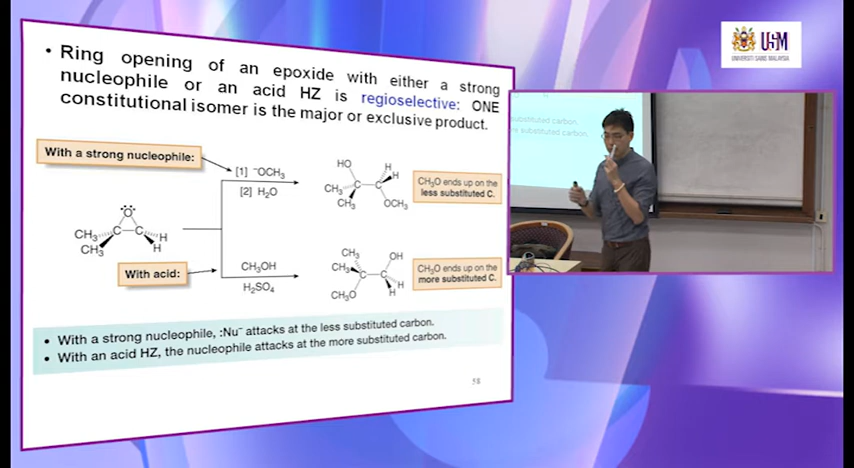 USM
UNIVERSITI SAINS MALAYSIA
• Ring opening of an epoxide with either a strong
nucleophile or an acid HZ is regioselective: ONE
constitutional isomer is the major or exclusive product.
With a strong nucleophile:
[1] ⁻OCH₃
[2] H₂O
HO
H
H
C
C
CH₃
CH₃
OCH₃
CH₃O ends up on the
less substituted C.
O
CH₃
C
C
H
CH₃
H
With acid:
CH₃OH
H₂SO₄
CH₃
OH
CH₃
C
C
H
CH₃O
H
CH₃O ends up on the
more substituted C.
• With a strong nucleophile, :Nu⁻ attacks at the less substituted carbon.
• With an acid HZ, the nucleophile attacks at the more substituted carbon.
58
substituted carbon.
substituted carbon.